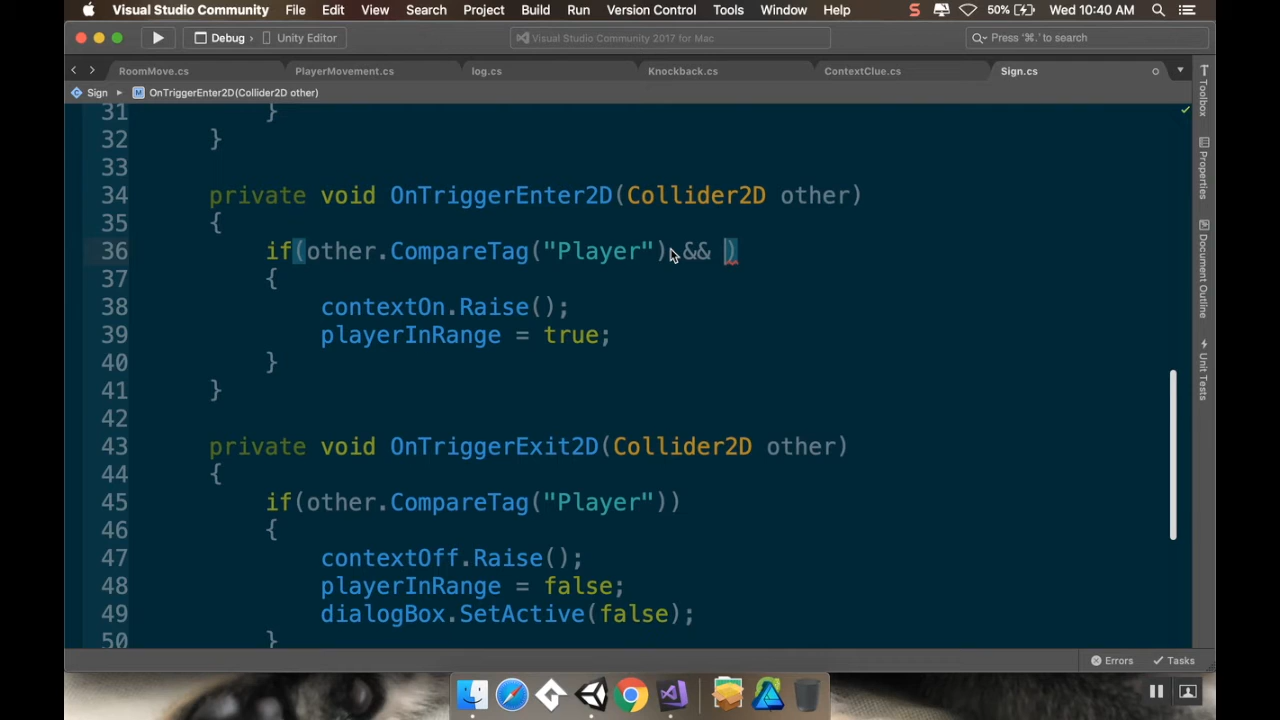 Visual Studio Community File Edit View Search Project Build Run Version Control Tools Window Help 50% Wed 10:40 AM
Debug Unity Editor Visual Studio Community 2017 for Mac Press '⌘.' to search
RoomMove.cs PlayerMovement.cs log.cs Knockback.cs ContextClue.cs Sign.cs
Sign OnTriggerEnter2D(Collider2D other)
31 }
32 }
33
34 private void OnTriggerEnter2D(Collider2D other)
35 {
36 if(other.CompareTag("Player") && )
37 {
38 contextOn.Raise();
39 playerInRange = true;
40 }
41 }
42
43 private void OnTriggerExit2D(Collider2D other)
44 {
45 if(other.CompareTag("Player"))
46 {
47 contextOff.Raise();
48 playerInRange = false;
49 dialogBox.SetActive(false);
50 }
Toolbox
Properties
Document Outline
Unit Tests
Errors Tasks